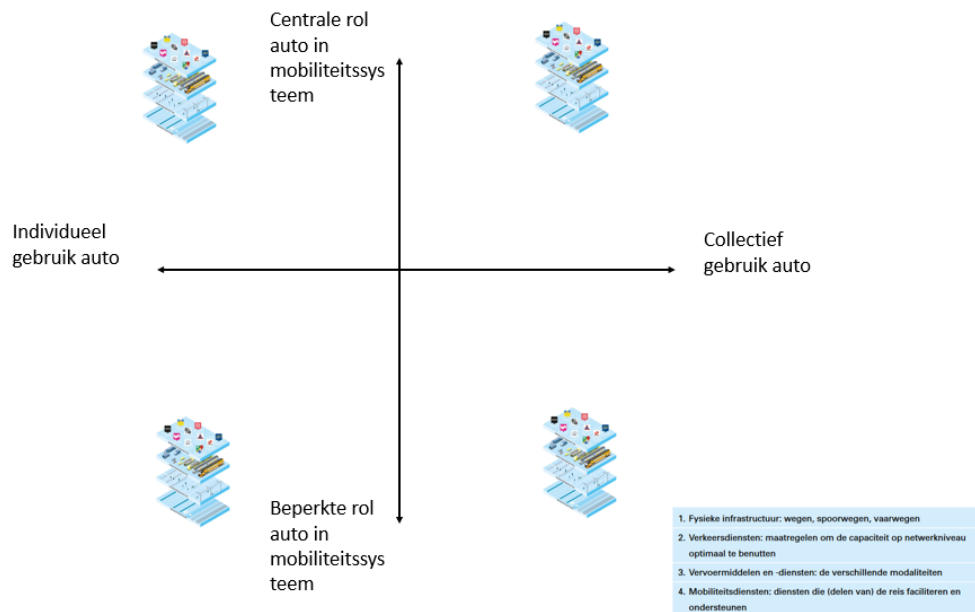 Centrale rol
auto in
mobiliteitssys
teem
Individueel
gebruik auto
Collectief
gebruik auto
Beperkte rol
auto in
mobiliteitssys
teem
1. Fysieke infrastructuur: wegen, spoorwegen, vaarwegen
2. Verkeersdiensten: maatregelen om de capaciteit op netwerkniveau
optimaal te benutten
3. Vervoermiddelen en -diensten: de verschillende modaliteiten
4. Mobiliteitsdiensten: diensten die (delen van) de reis faciliteren en
ondersteunen